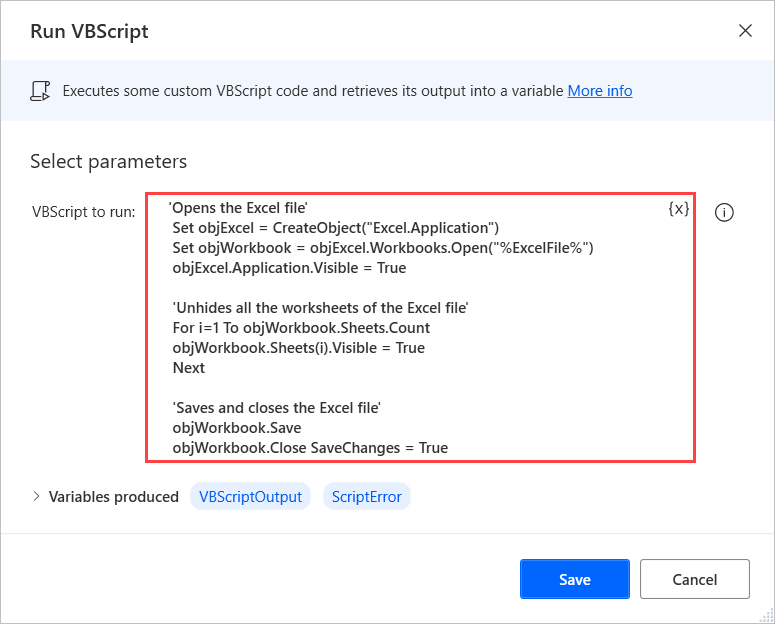 Run VBScript
Executes some custom VBScript code and retrieves its output into a variable More info
Select parameters
VBScript to run:
{x}
'Opens the Excel file'
Set objExcel = CreateObject("Excel.Application")
Set objWorkbook = objExcel.Workbooks.Open("%ExcelFile%")
objExcel.Application.Visible = True
'Unhides all the worksheets of the Excel file'
For i=1 To objWorkbook.Sheets.Count
objWorkbook.Sheets(i).Visible = True
Next
'Saves and closes the Excel file'
objWorkbook.Save
objWorkbook.Close SaveChanges = True
Variables produced VBScriptOutput ScriptError
Save Cancel